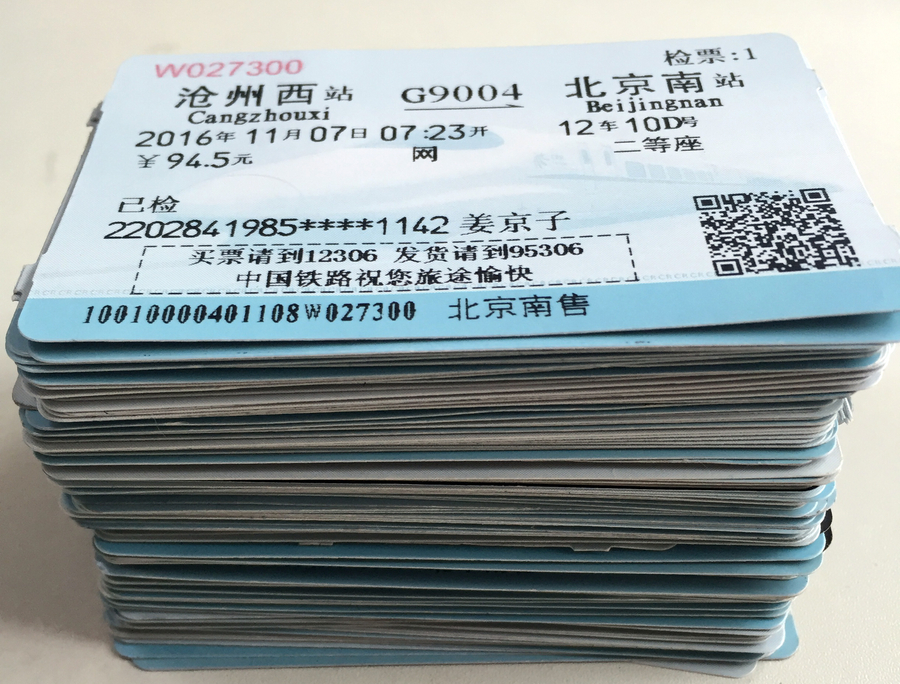 W027300 检票:1
沧州西站 G9004 北京南站
Cangzhouxi Beijingnan
2016年11月07日 07:23开 12车10D号
￥94.5元 网 二等座
已检
2202841985****1142 姜京子
买票请到12306 发货请到95306
中国铁路祝您旅途愉快
10010000401108W027300 北京南售